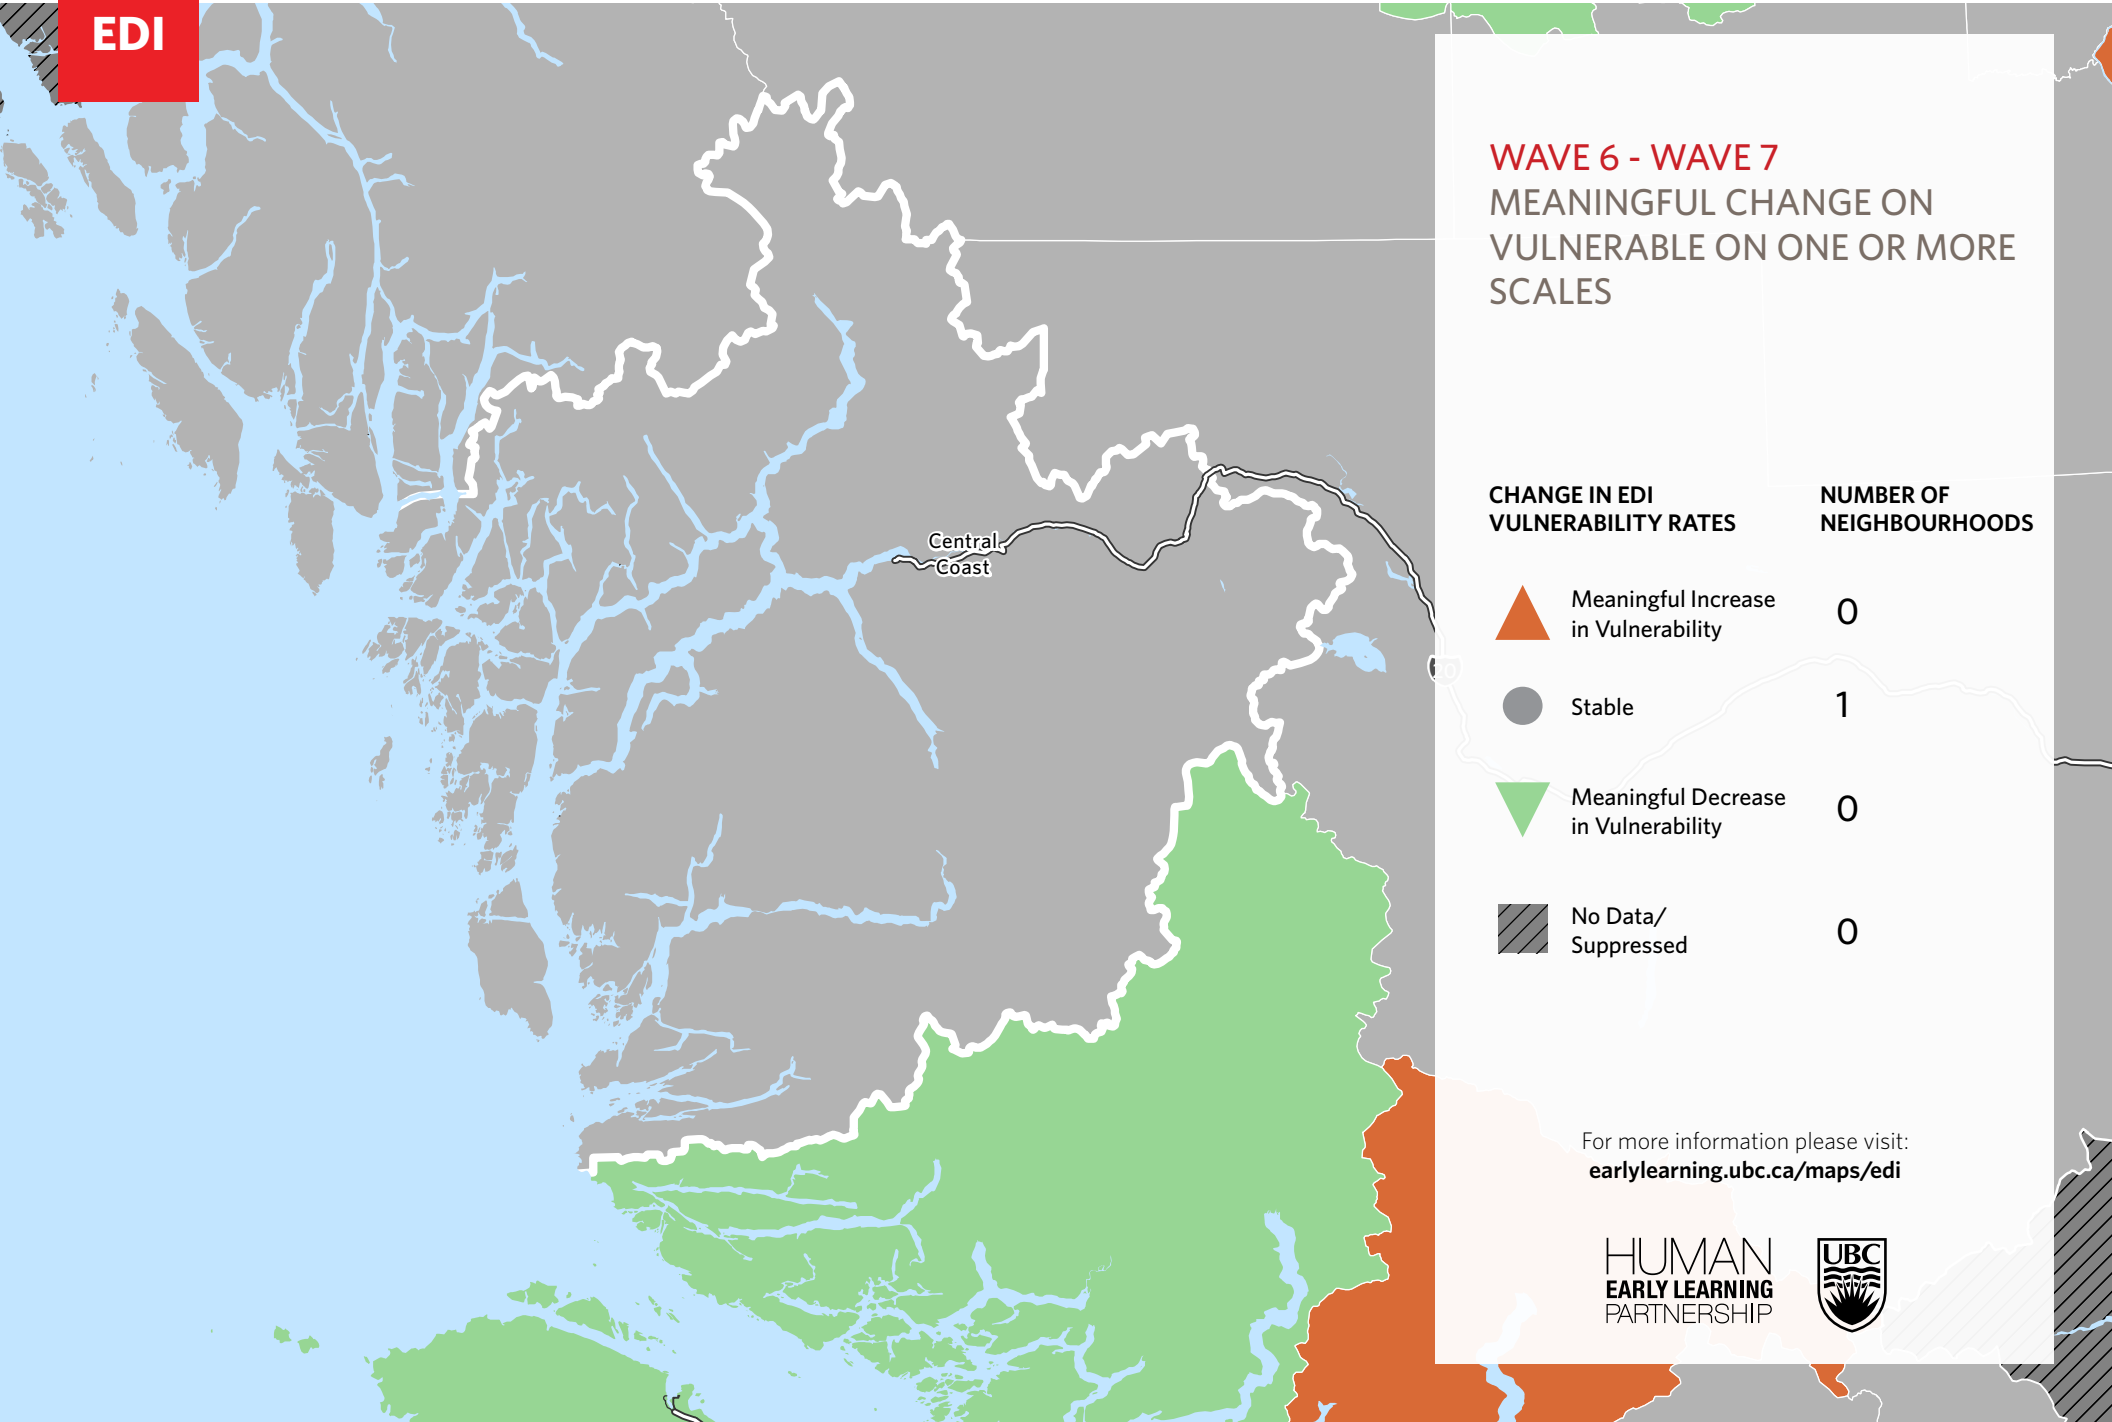 EDI
WAVE 6 - WAVE 7
MEANINGFUL CHANGE ON
VULNERABLE ON ONE OR MORE
SCALES
CHANGE IN EDI
VULNERABILITY RATES
NUMBER OF
NEIGHBOURHOODS
Meaningful Increase
in Vulnerability
0
Stable
1
Meaningful Decrease
in Vulnerability
0
No Data/
Suppressed
0
Central
Coast
20
For more information please visit:
earlylearning.ubc.ca/maps/edi
HUMAN
EARLY LEARNING
PARTNERSHIP
UBC